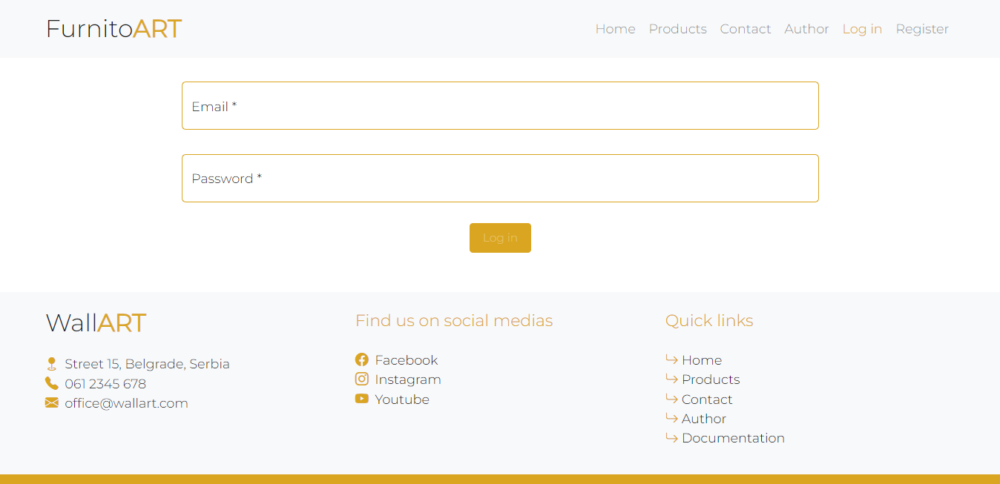 FurnitoART
Home Products Contact Author Log in Register
Email *
Password *
Log in
WallART
Street 15, Belgrade, Serbia
061 2345 678
office@wallart.com
Find us on social medias
Facebook
Instagram
Youtube
Quick links
Home
Products
Contact
Author
Documentation